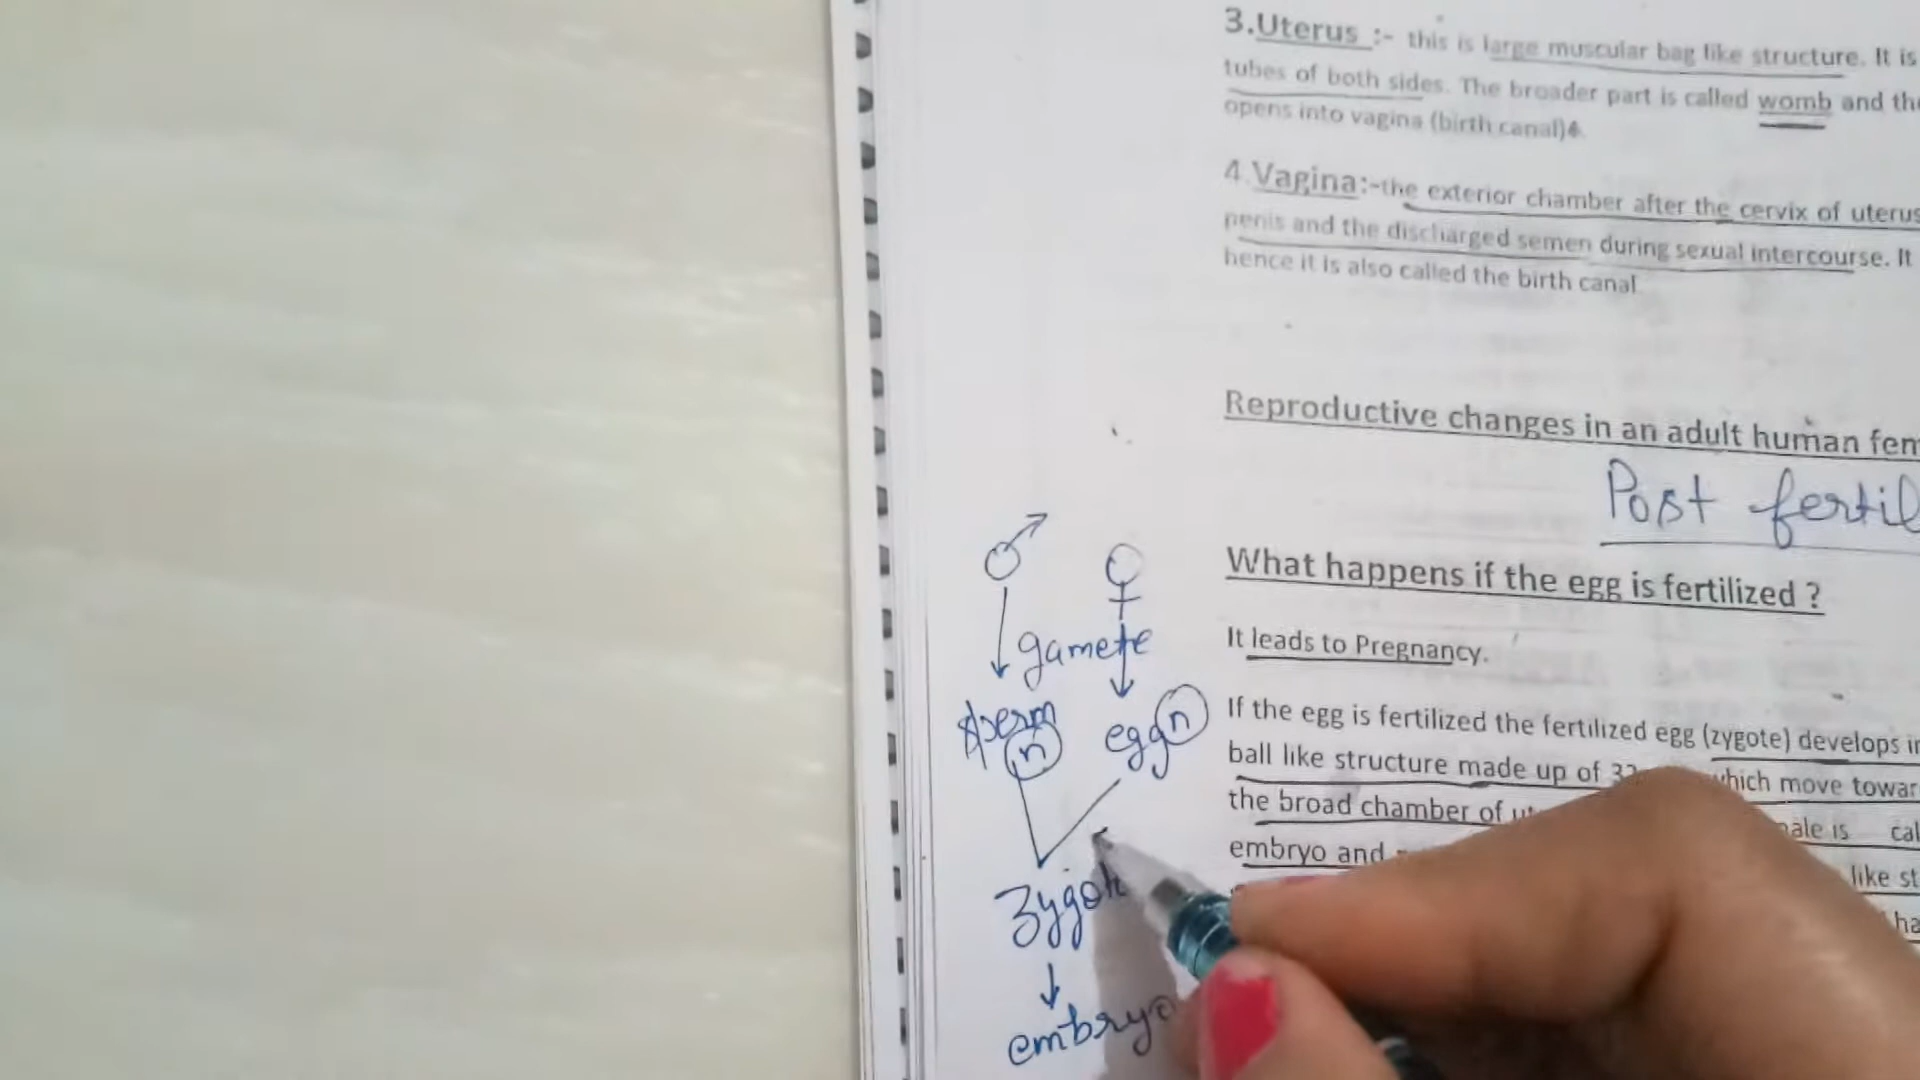 3.Uterus :- this is large muscular bag like structure. It is
tubes of both sides. The broader part is called womb and the
opens into vagina (birth canal)
4.Vagina:-the exterior chamber after the cervix of uterus
penis and the discharged semen during sexual intercourse. It
hence it is also called the birth canal
Reproductive changes in an adult human fem
Post fertil
What happens if the egg is fertilized ?
It leads to Pregnancy.
If the egg is fertilized the fertilized egg (zygote) develops in
ball like structure made up of which move towar
the broad chamber of cal
embryo and like st
ha
♂ ♀
gamete
sperm n egg n
Zygote
embryo